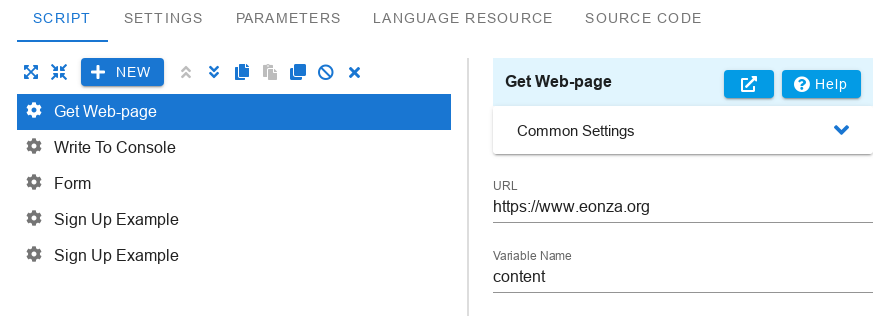 SCRIPT SETTINGS PARAMETERS LANGUAGE RESOURCE SOURCE CODE
NEW
Get Web-page
Write To Console
Form
Sign Up Example
Sign Up Example
Get Web-page
Help
Common Settings
URL
https://www.eonza.org
Variable Name
content